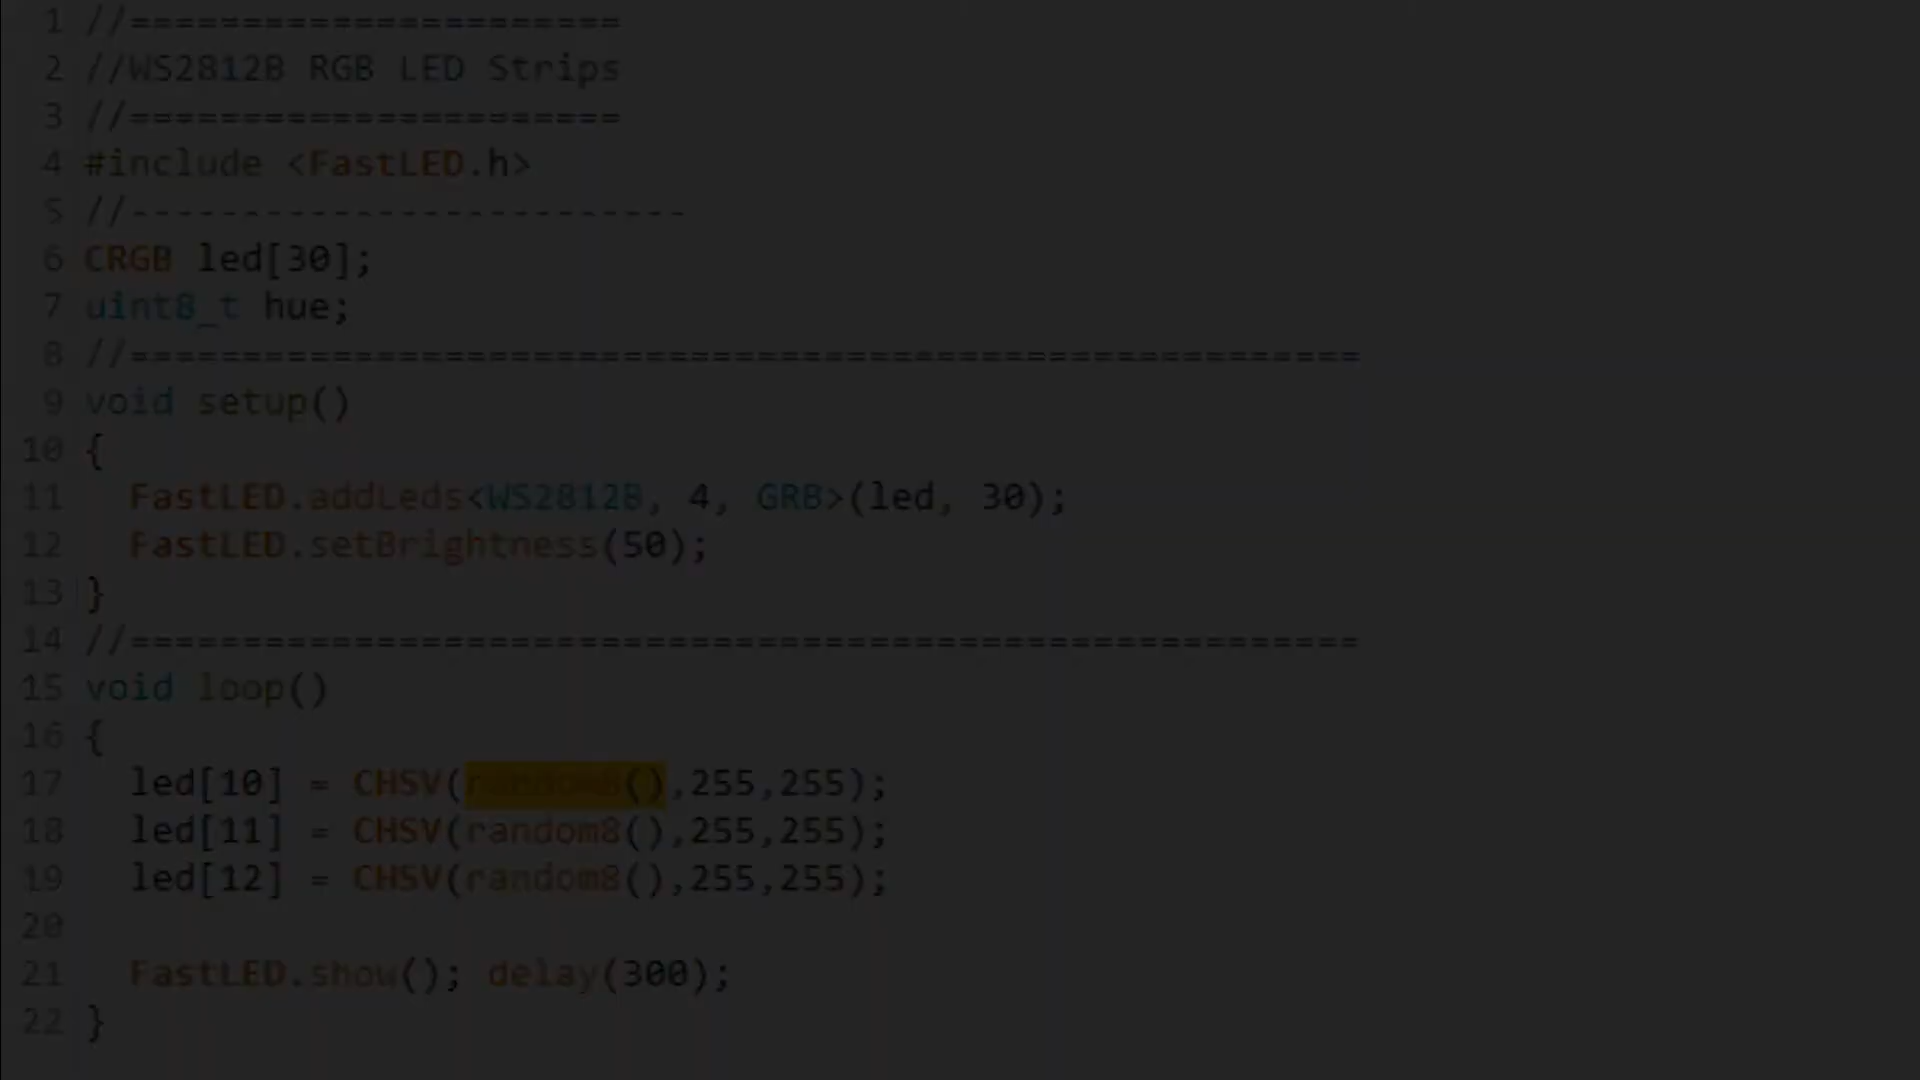 1 //======================
2 //WS2812B RGB LED Strips
3 //======================
4 #include <FastLED.h>
5 //-------------------------
6 CRGB led[30];
7 uint8_t hue;
8 //=======================================================
9 void setup()
10 {
11 FastLED.addLeds<WS2812B, 4, GRB>(led, 30);
12 FastLED.setBrightness(50);
13 }
14 //=======================================================
15 void loop()
16 {
17 led[10] = CHSV(random8(),255,255);
18 led[11] = CHSV(random8(),255,255);
19 led[12] = CHSV(random8(),255,255);
20
21 FastLED.show(); delay(300);
22 }